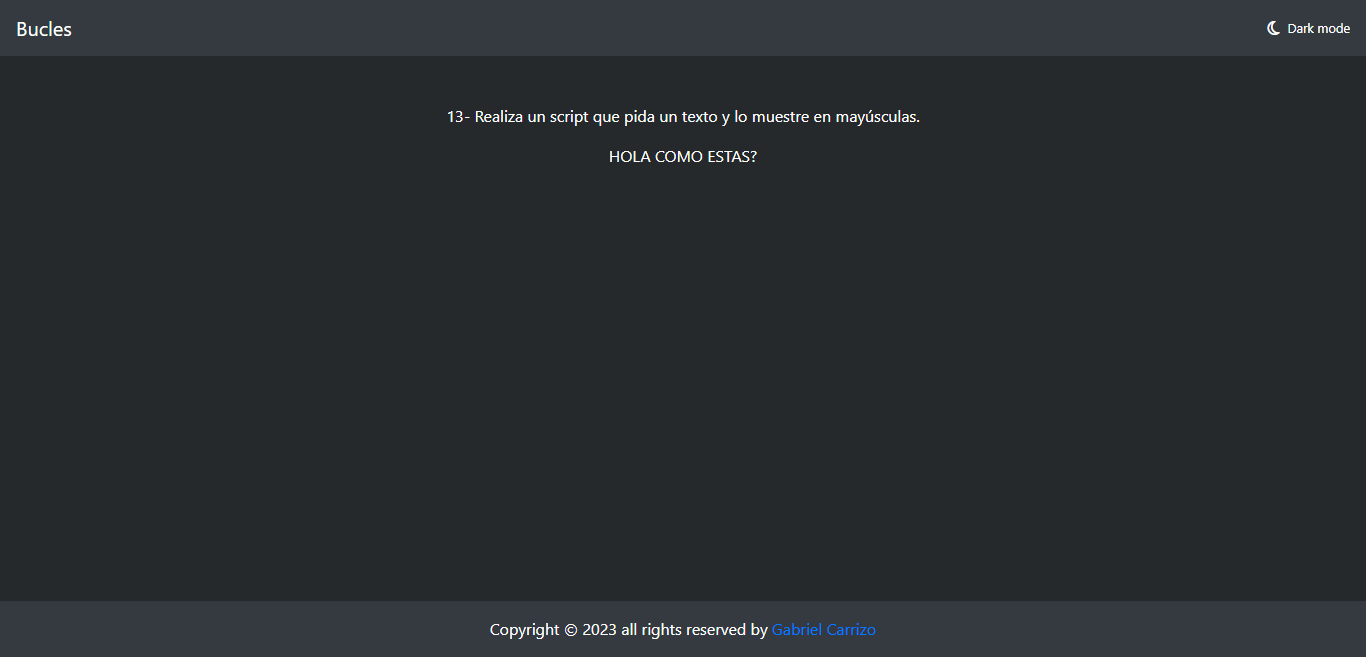 Bucles
Dark mode
13- Realiza un script que pida un texto y lo muestre en mayúsculas.
HOLA COMO ESTAS?
Copyright © 2023 all rights reserved by Gabriel Carrizo